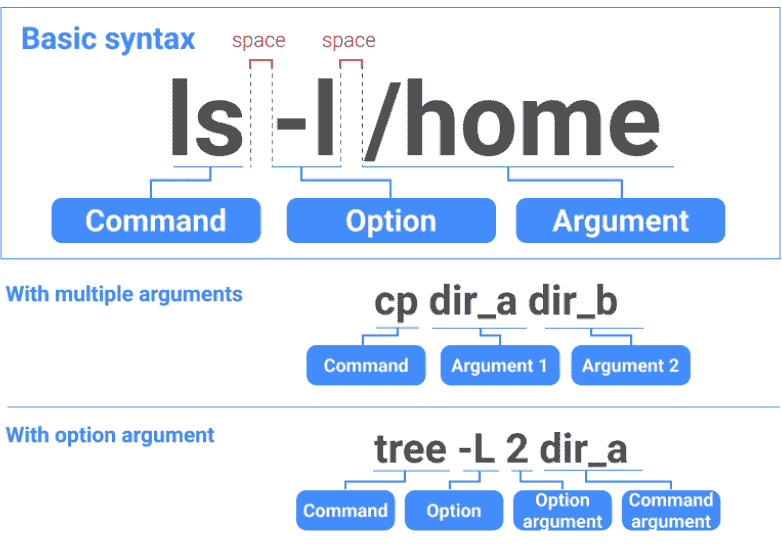 Basic syntax
space space
ls -l /home
Command Option Argument
With multiple arguments
cp dir_a dir_b
Command Argument 1 Argument 2
With option argument
tree -L 2 dir_a
Command Option Option argument Command argument